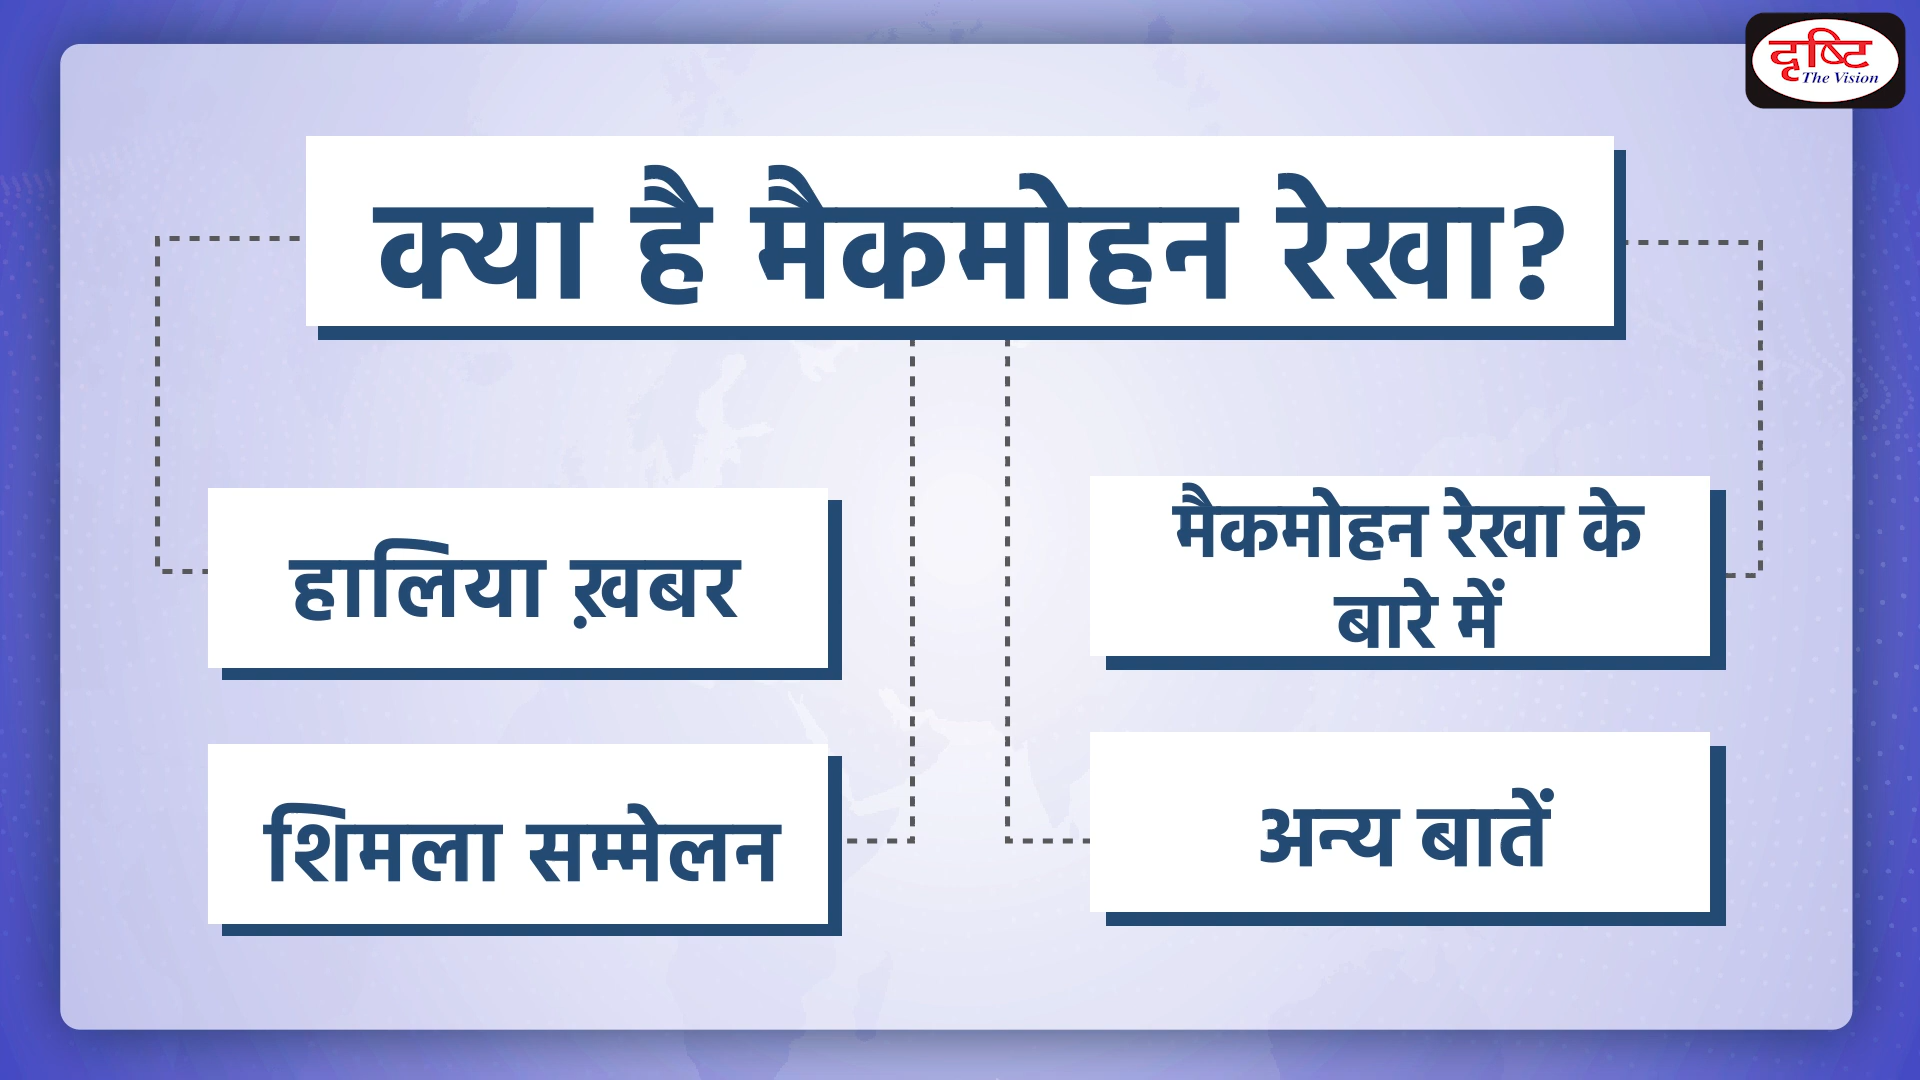 दृष्टि
The Vision
क्या है मैकमोहन रेखा?
हालिया ख़बर
मैकमोहन रेखा के
बारे में
शिमला सम्मेलन
अन्य बातें